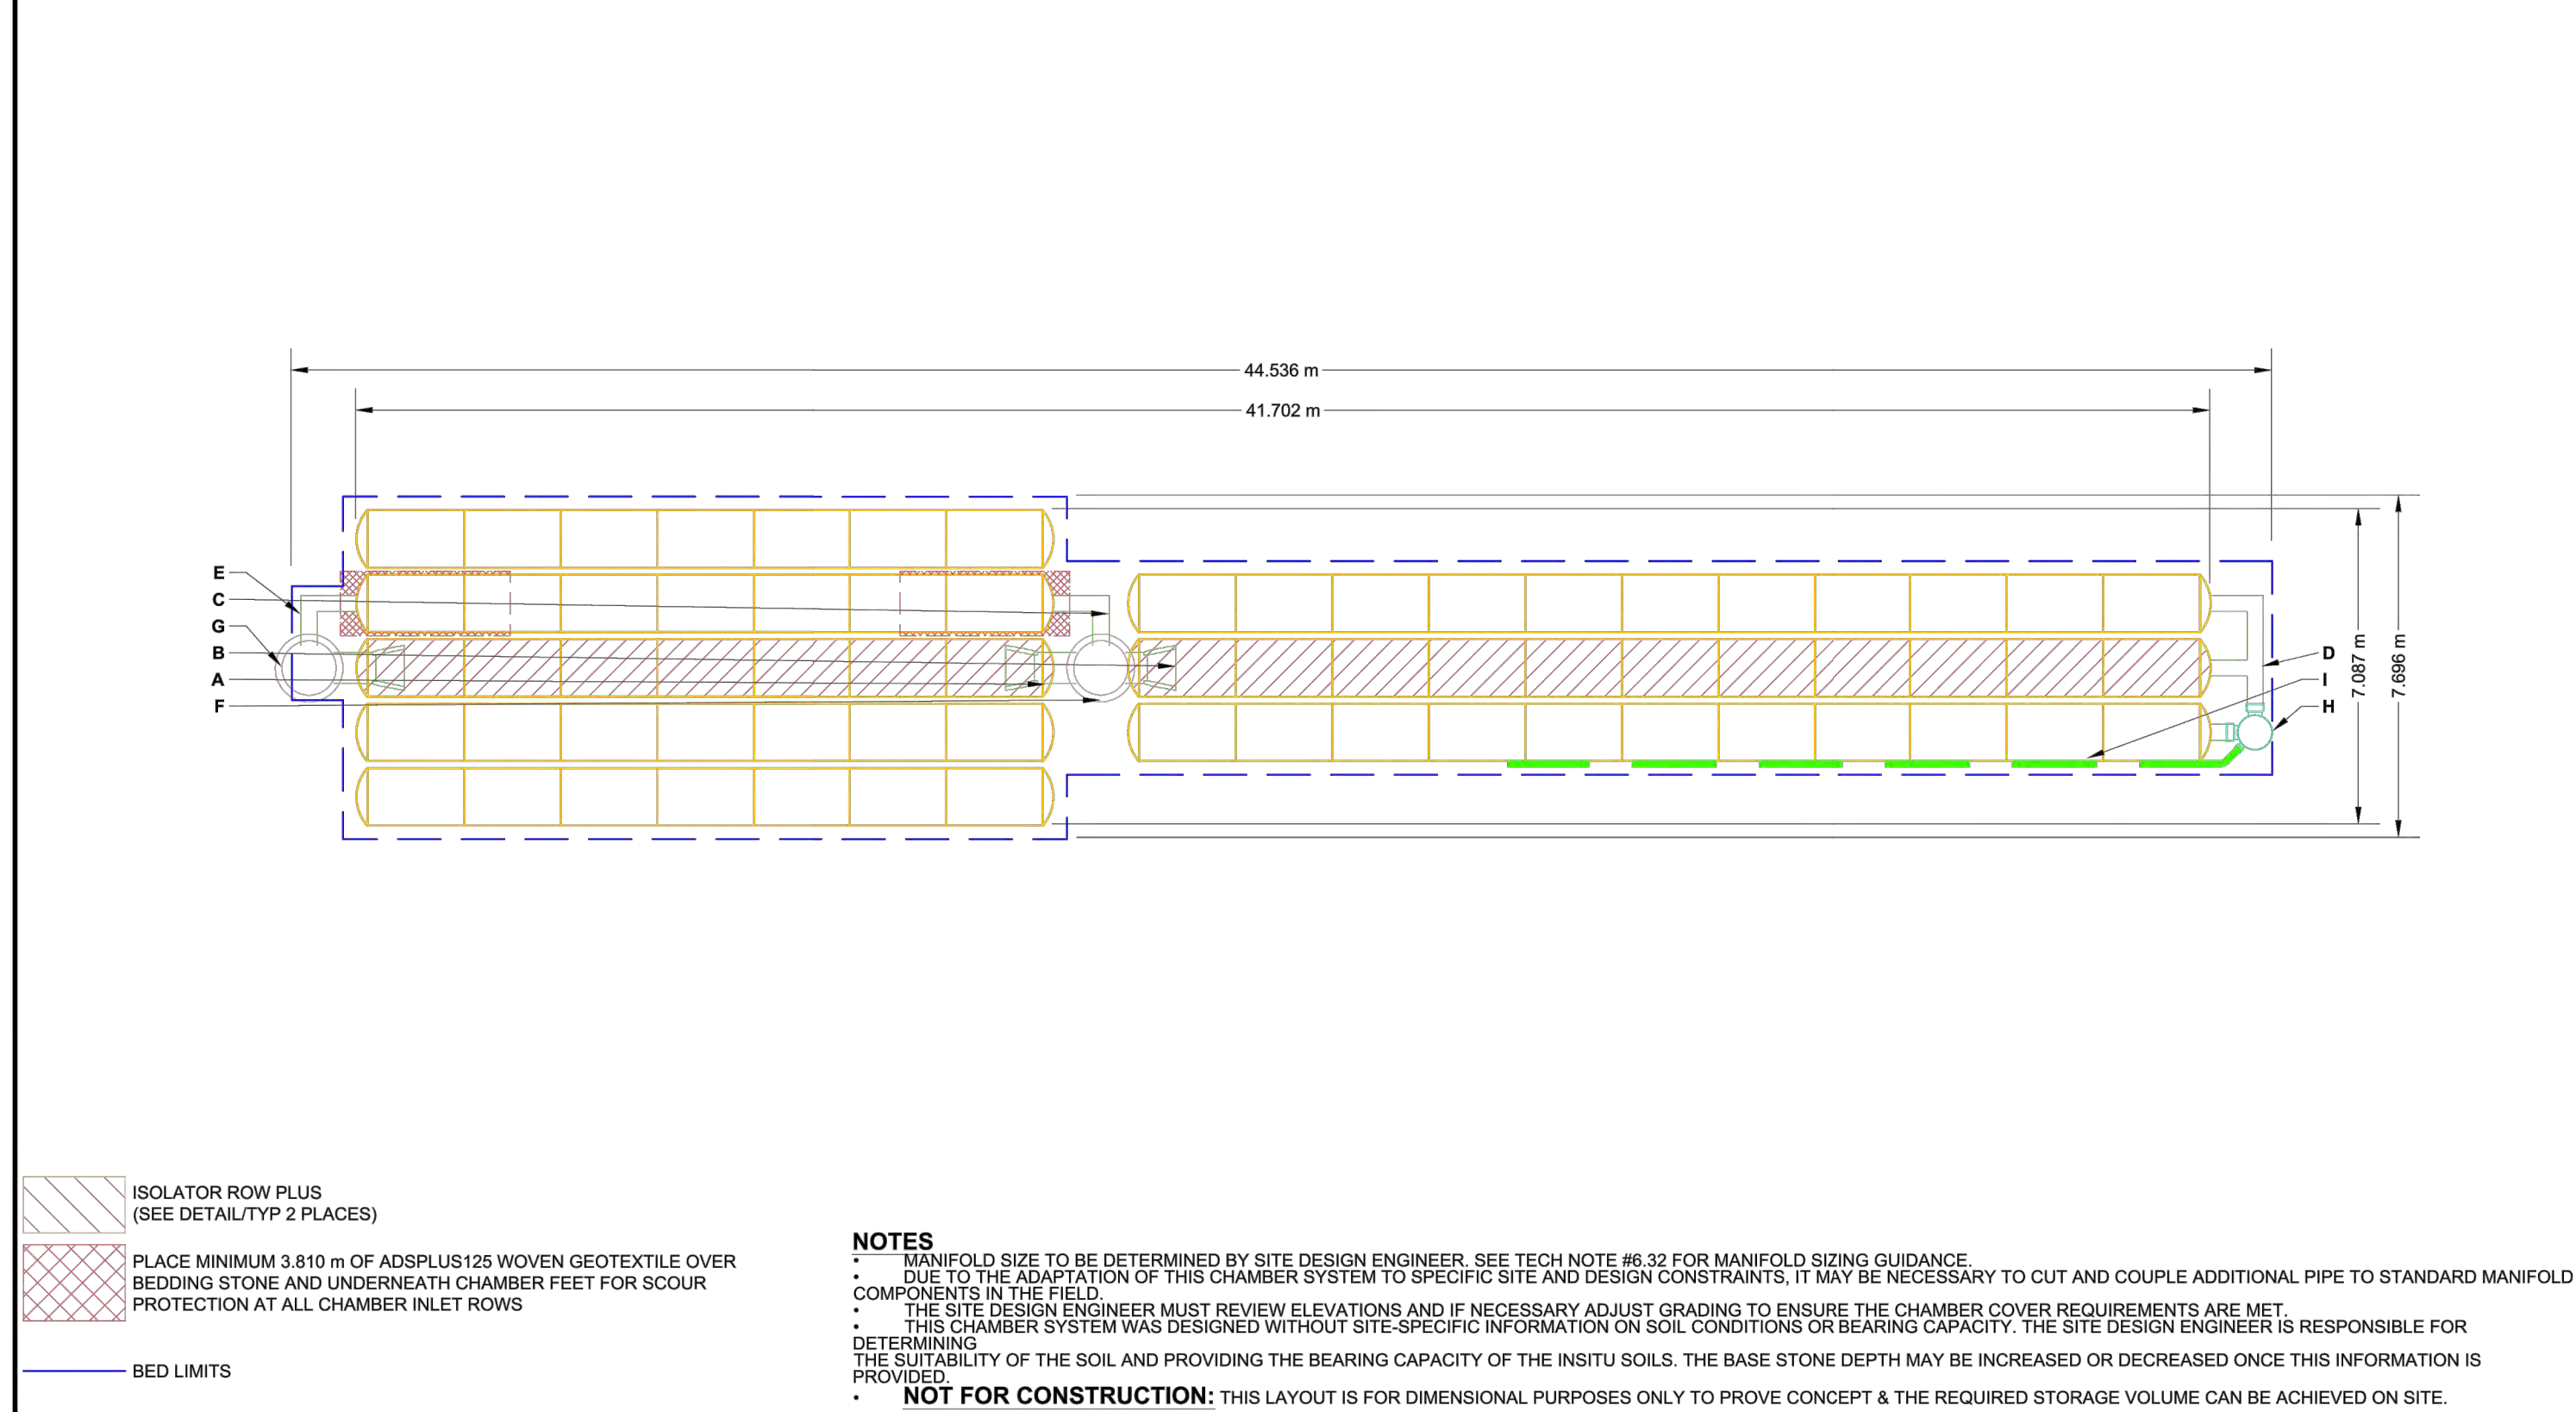 44.536 m
41.702 m
E
C
G
B
A
F
D
I
H
7.087 m
7.696 m
ISOLATOR ROW PLUS
(SEE DETAIL/TYP 2 PLACES)
PLACE MINIMUM 3.810 m OF ADSPLUS125 WOVEN GEOTEXTILE OVER
BEDDING STONE AND UNDERNEATH CHAMBER FEET FOR SCOUR
PROTECTION AT ALL CHAMBER INLET ROWS
BED LIMITS
NOTES
• MANIFOLD SIZE TO BE DETERMINED BY SITE DESIGN ENGINEER. SEE TECH NOTE #6.32 FOR MANIFOLD SIZING GUIDANCE.
• DUE TO THE ADAPTATION OF THIS CHAMBER SYSTEM TO SPECIFIC SITE AND DESIGN CONSTRAINTS, IT MAY BE NECESSARY TO CUT AND COUPLE ADDITIONAL PIPE TO STANDARD MANIFOLD
COMPONENTS IN THE FIELD.
• THE SITE DESIGN ENGINEER MUST REVIEW ELEVATIONS AND IF NECESSARY ADJUST GRADING TO ENSURE THE CHAMBER COVER REQUIREMENTS ARE MET.
• THIS CHAMBER SYSTEM WAS DESIGNED WITHOUT SITE-SPECIFIC INFORMATION ON SOIL CONDITIONS OR BEARING CAPACITY. THE SITE DESIGN ENGINEER IS RESPONSIBLE FOR
DETERMINING
THE SUITABILITY OF THE SOIL AND PROVIDING THE BEARING CAPACITY OF THE INSITU SOILS. THE BASE STONE DEPTH MAY BE INCREASED OR DECREASED ONCE THIS INFORMATION IS
PROVIDED.
• NOT FOR CONSTRUCTION: THIS LAYOUT IS FOR DIMENSIONAL PURPOSES ONLY TO PROVE CONCEPT & THE REQUIRED STORAGE VOLUME CAN BE ACHIEVED ON SITE.